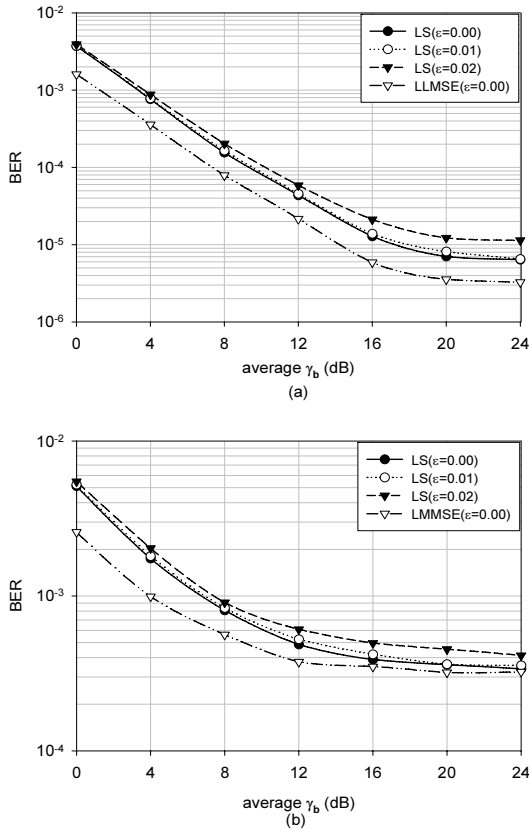 10-2
10-3
10-4
10-5
10-6
BER
LS(ε=0.00)
LS(ε=0.01)
LS(ε=0.02)
LLMSE(ε=0.00)
0 4 8 12 16 20 24
average γb (dB)
(a)
10-2
10-3
10-4
BER
LS(ε=0.00)
LS(ε=0.01)
LS(ε=0.02)
LMMSE(ε=0.00)
0 4 8 12 16 20 24
average γb (dB)
(b)